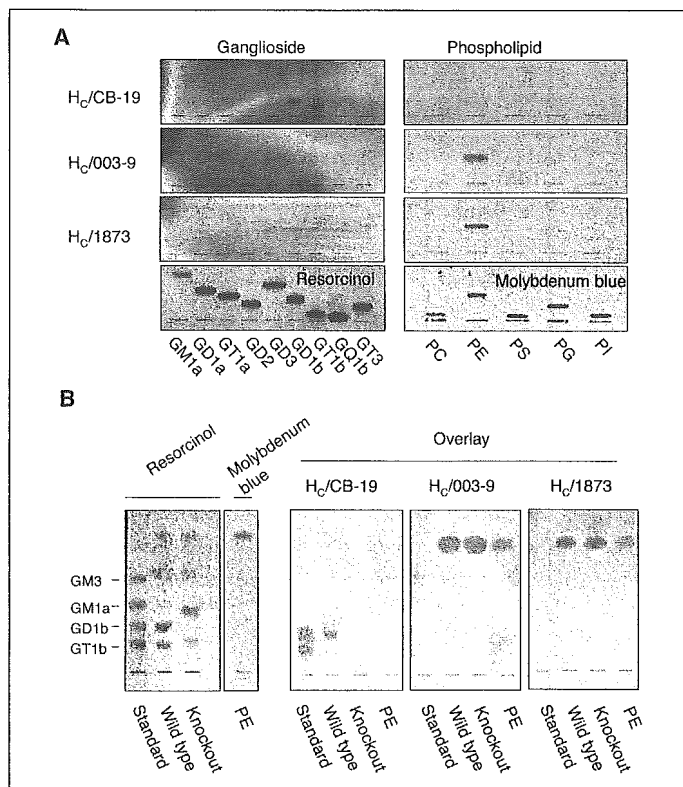 A
Ganglioside Phospholipid
H_C/CB-19
H_C/003-9
H_C/1873
Resorcinol Molybdenum blue
GM1a GD1a GT1a GD2 GD3 GD1b GT1b GQ1b GT3 PC PE PS PG PI
B
Resorcinol Molybdenum blue Overlay
H_C/CB-19 H_C/003-9 H_C/1873
GM3
GM1a
GD1b
GT1b
Standard Wild type Knockout PE Standard Wild type Knockout PE Standard Wild type Knockout PE Standard Wild type Knockout PE